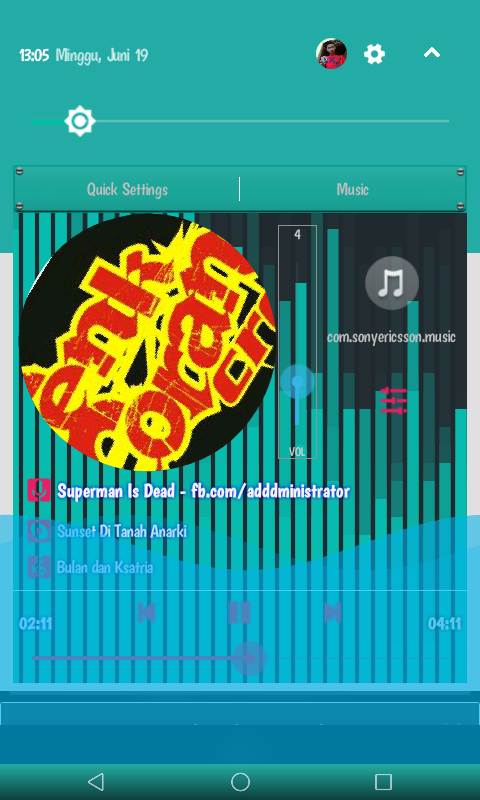 13:05 Minggu, Juni 19
Quick Settings
Music
4
com.sonyericsson.music
VOL
Superman Is Dead - fb.com/adddministrator
Sunset Di Tanah Anarki
Bulan dan Ksatria
02:11
04:11